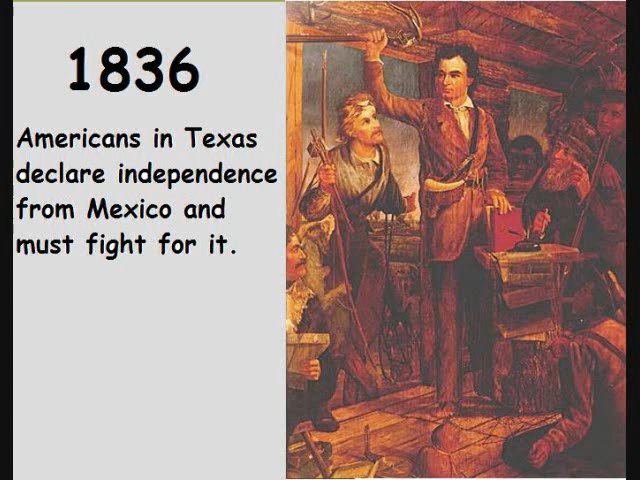 1836
Americans in Texas
declare independence
from Mexico and
must fight for it.